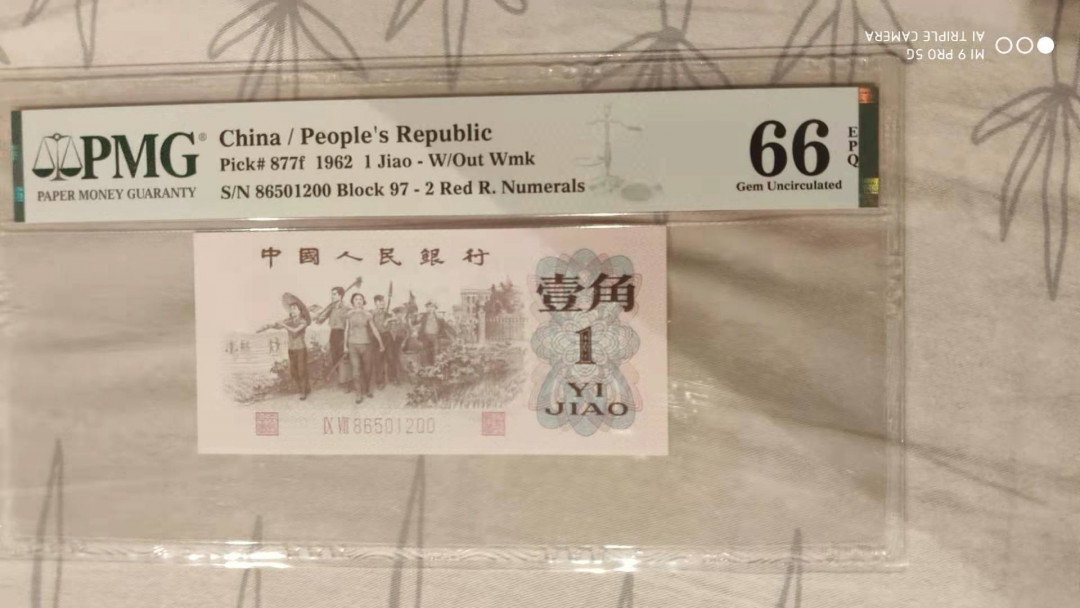 PMG®
PAPER MONEY GUARANTY
China / People's Republic
Pick# 877f 1962 1 Jiao - W/Out Wmk
S/N 86501200 Block 97 - 2 Red R. Numerals
66
EPQ
Gem Uncirculated
中國人民銀行
壹角
1
YI
JIAO
IX VII 86501200
MI 9 PRO 5G
AI TRIPLE CAMERA